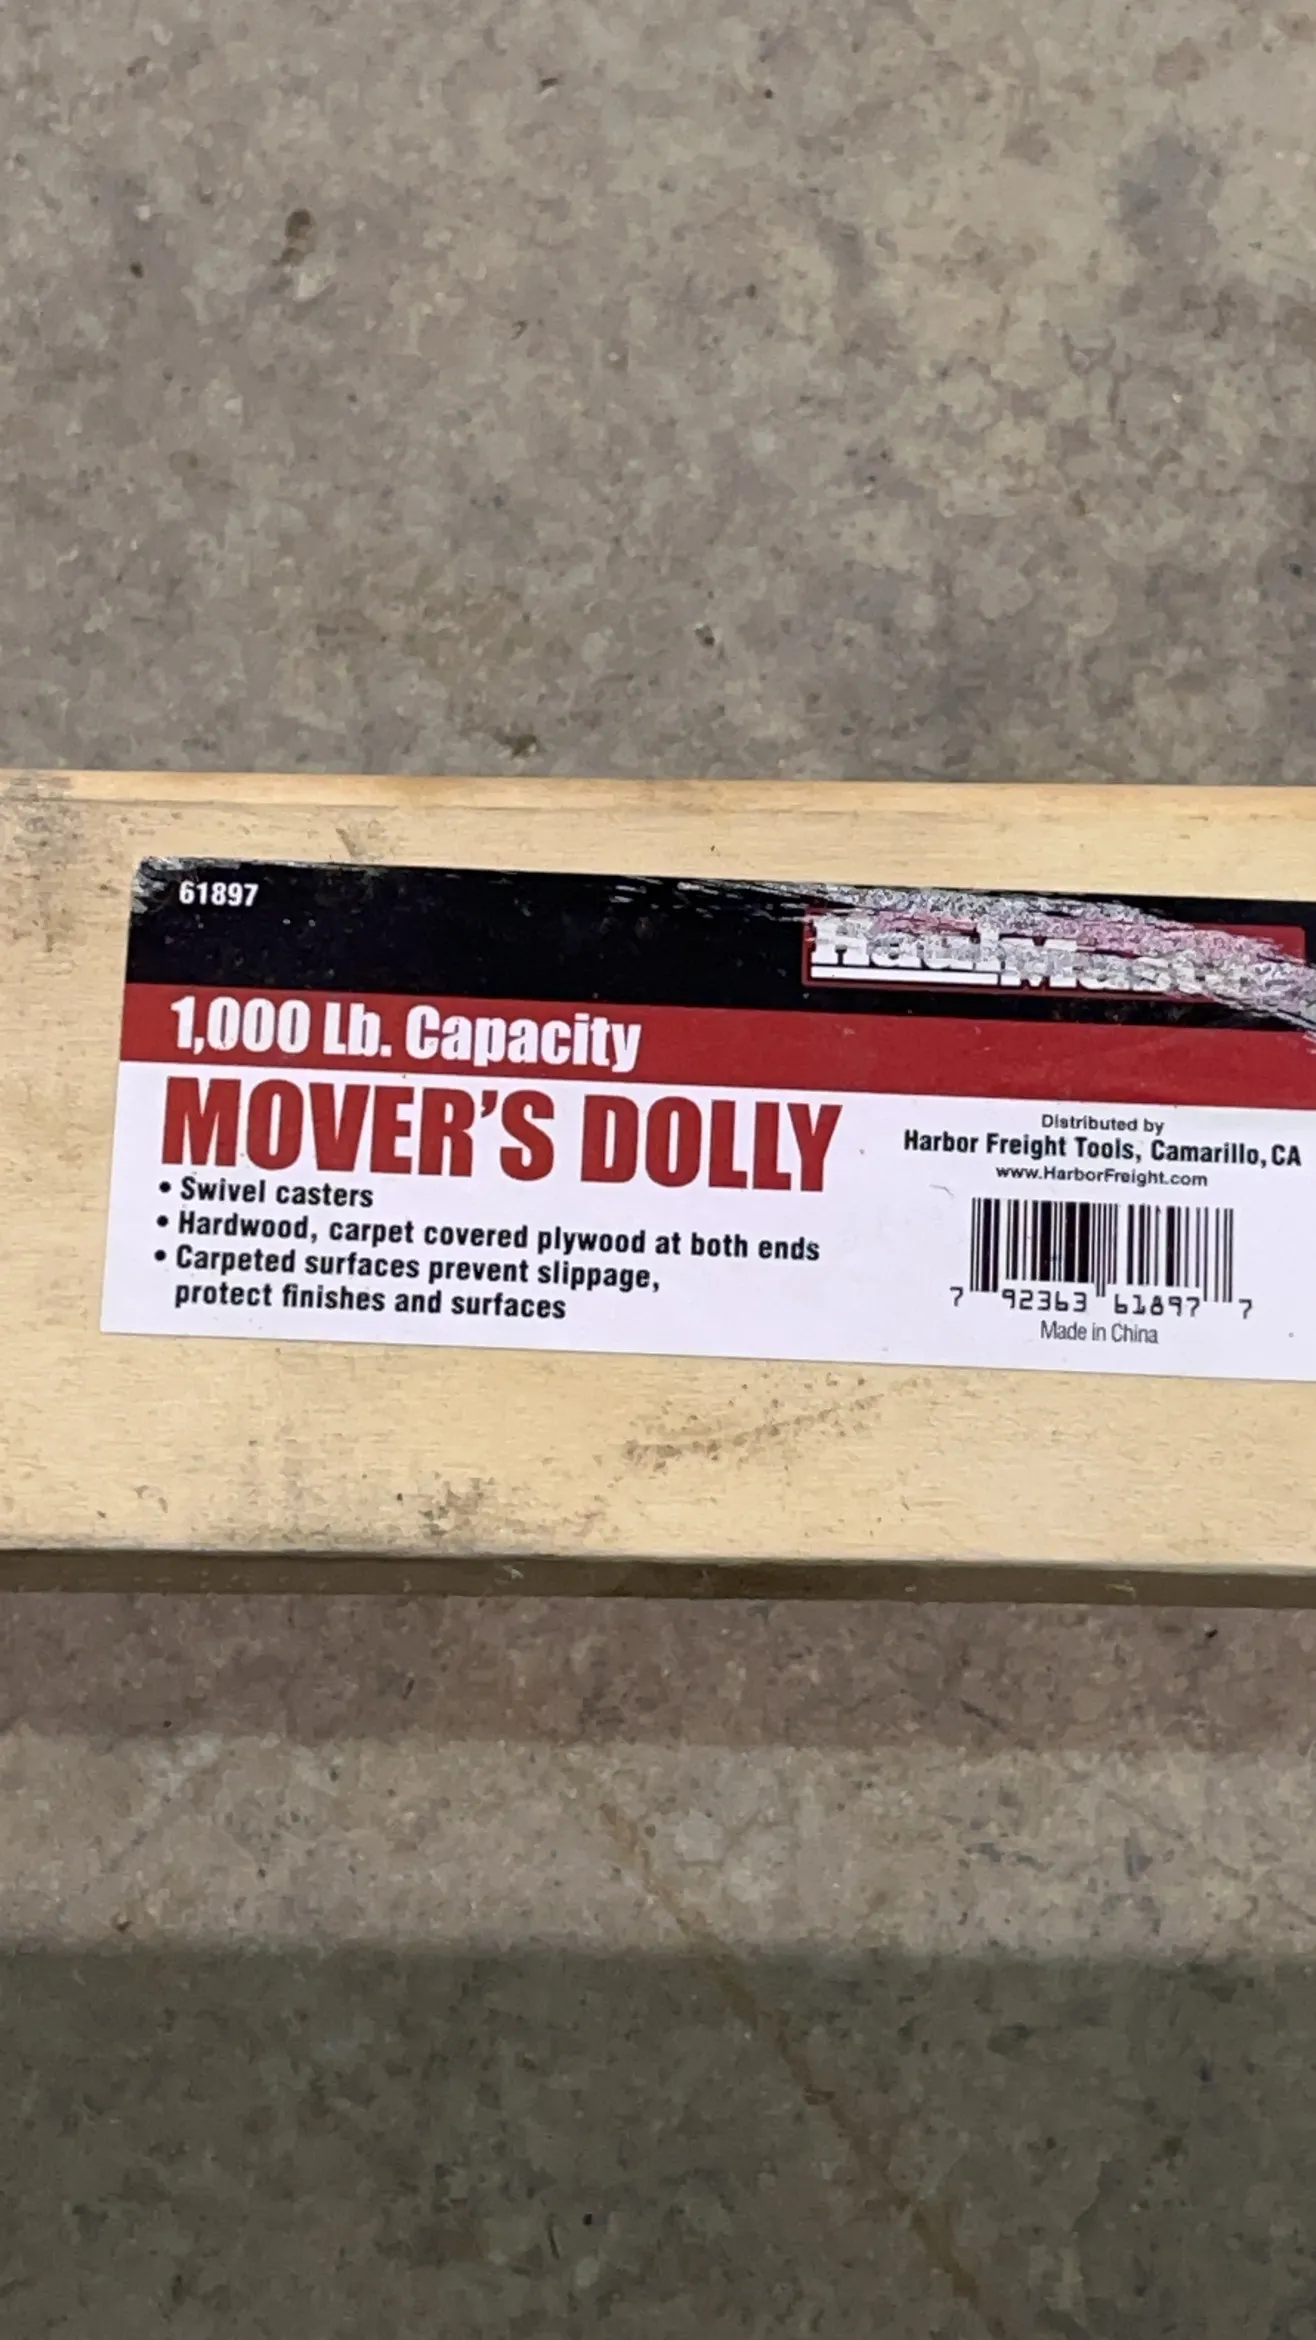 61897
HaulMaster
1,000 Lb. Capacity
MOVER'S DOLLY
• Swivel casters
• Hardwood, carpet covered plywood at both ends
• Carpeted surfaces prevent slippage,
protect finishes and surfaces
Distributed by
Harbor Freight Tools, Camarillo, CA
www.HarborFreight.com
7 92363 61897 7
Made in China